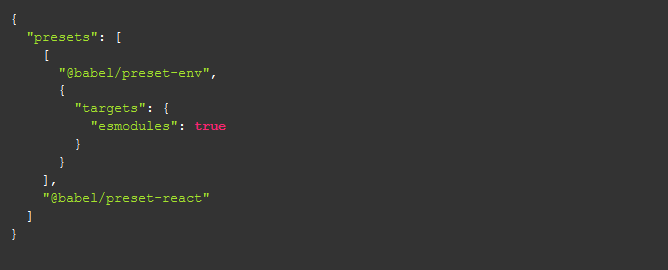 {
  "presets": [
    [
      "@babel/preset-env",
      {
        "targets": {
          "esmodules": true
        }
      }
    ],
    "@babel/preset-react"
  ]
}